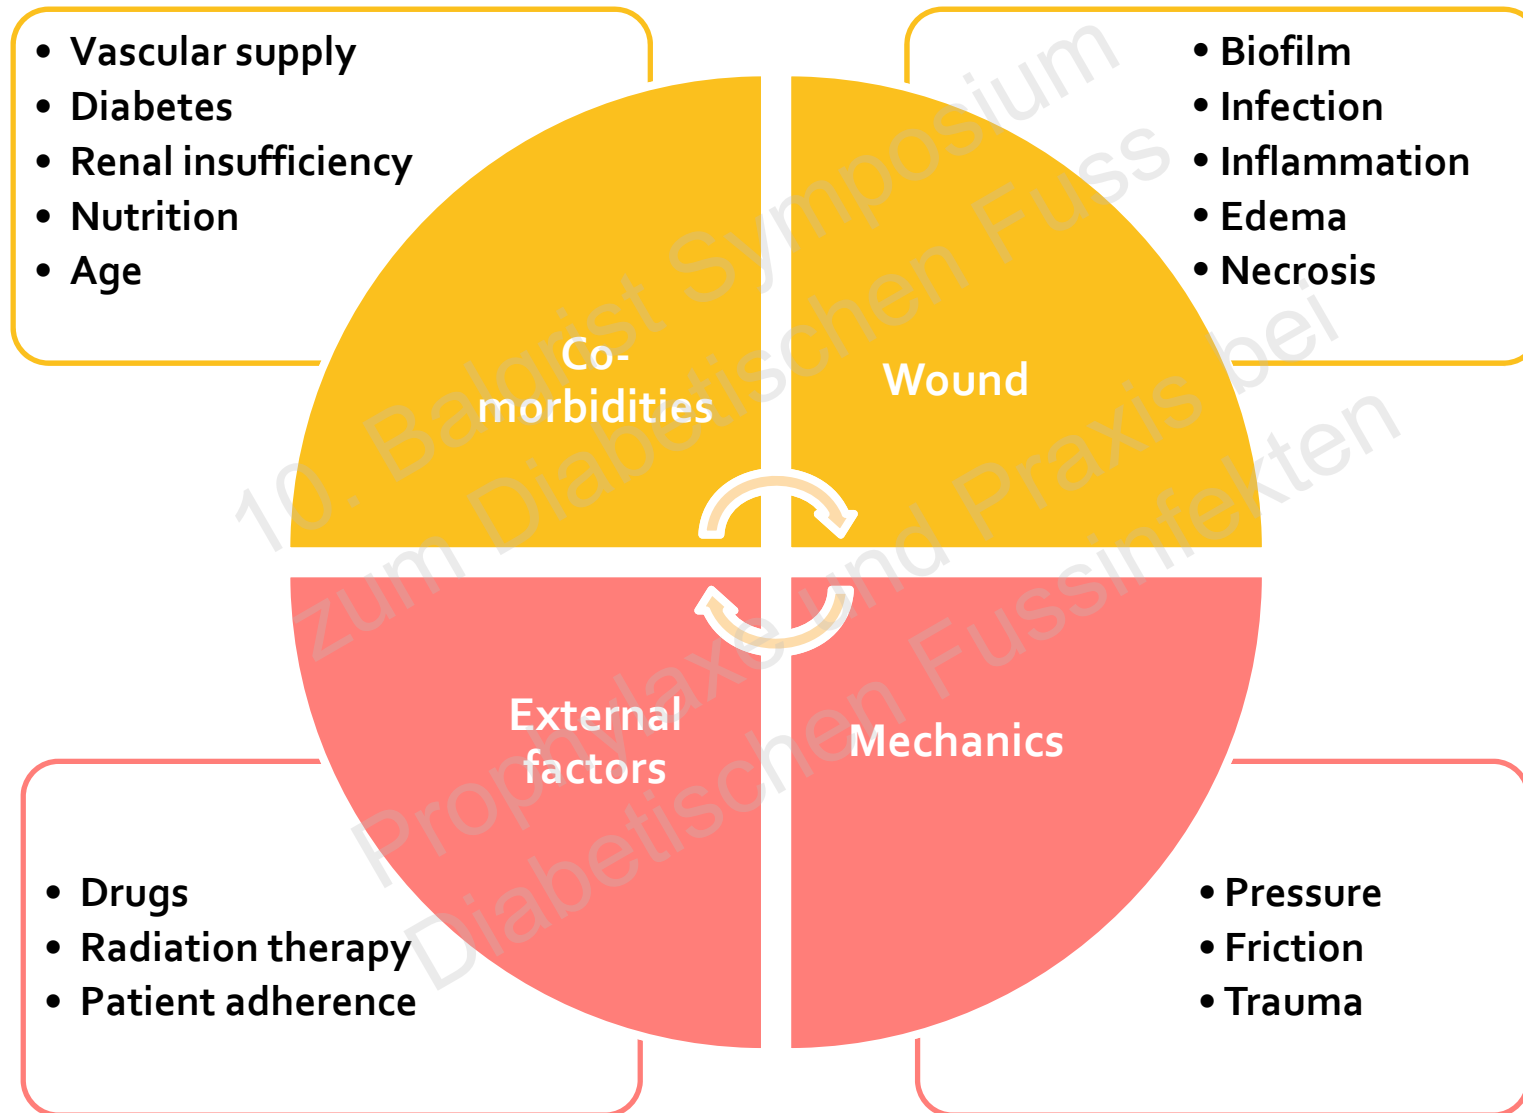 • Vascular supply
• Diabetes
• Renal insufficiency
• Nutrition
• Age
• Biofilm
• Infection
• Inflammation
• Edema
• Necrosis
Co-
morbidities
Wound
External
factors
Mechanics
• Drugs
• Radiation therapy
• Patient adherence
• Pressure
• Friction
• Trauma
10. Balgrist Symposium
zum Diabetischen Fuss
Prophylaxe und Praxis bei
Diabetischen Fussinfekten